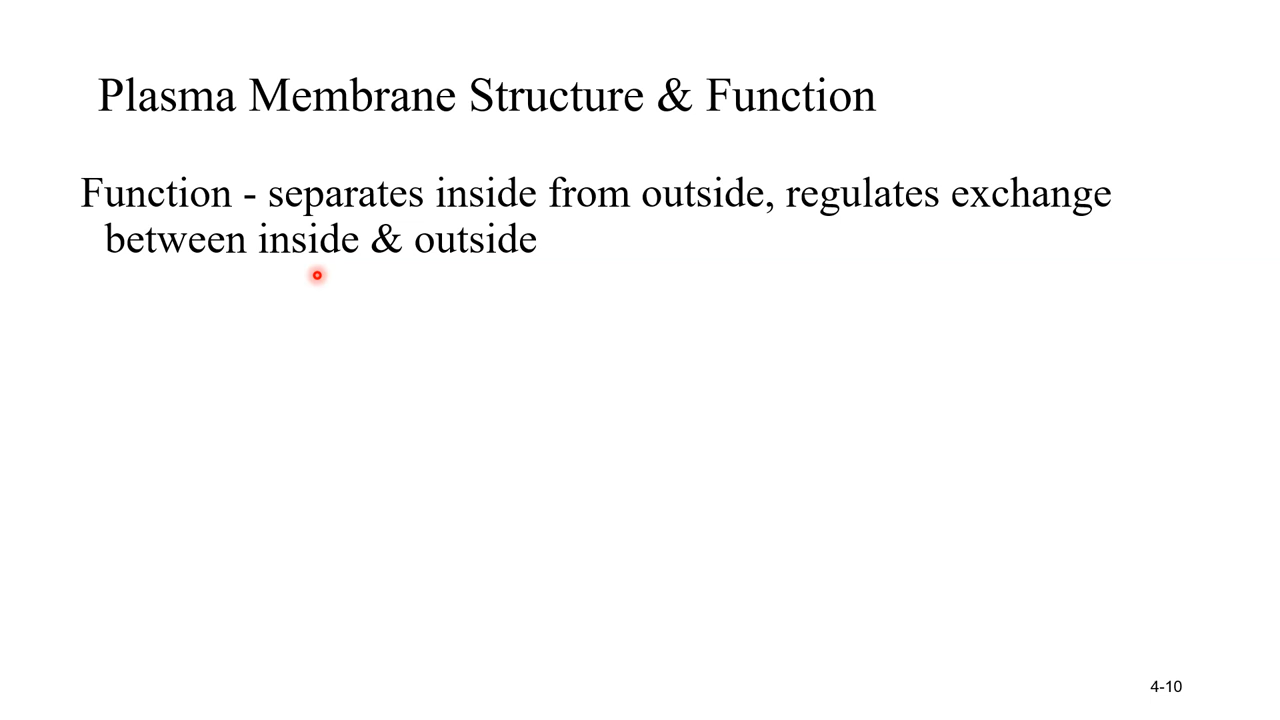 Plasma Membrane Structure & Function
Function - separates inside from outside, regulates exchange
between inside & outside
4-10